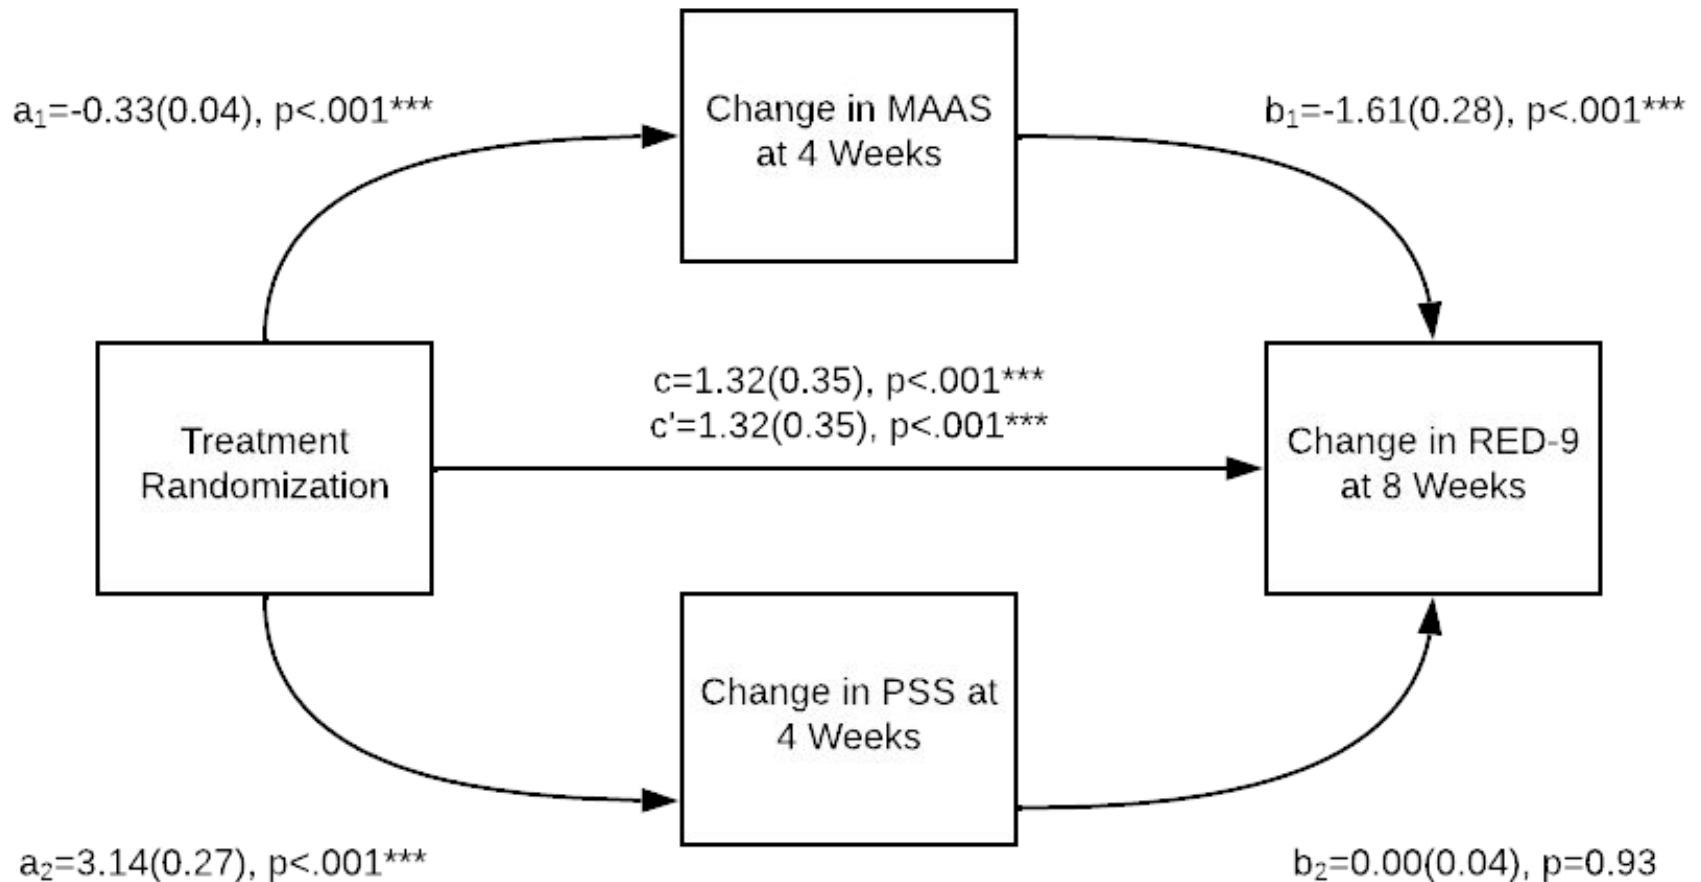 a₁=-0.33(0.04), p<.001***
Change in MAAS
at 4 Weeks
b₁=-1.61(0.28), p<.001***
Treatment
Randomization
c=1.32(0.35), p<.001***
c'=1.32(0.35), p<.001***
Change in RED-9
at 8 Weeks
Change in PSS at
4 Weeks
a₂=3.14(0.27), p<.001***
b₂=0.00(0.04), p=0.93